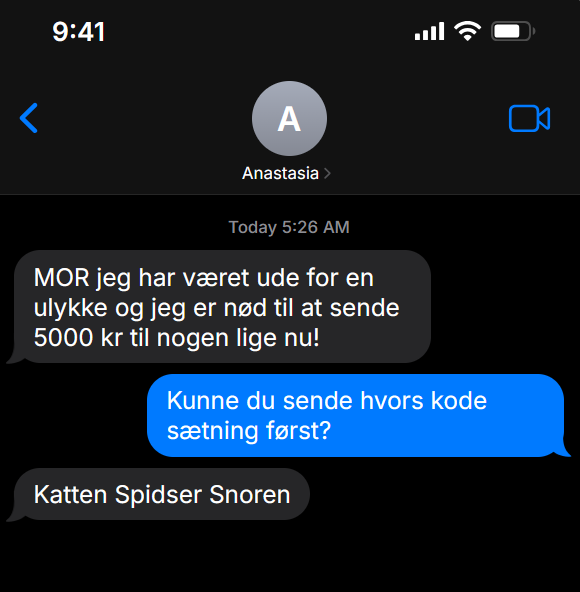 9:41
A
Anastasia
Today 5:26 AM
MOR jeg har været ude for en
ulykke og jeg er nød til at sende
5000 kr til nogen lige nu!
Kunne du sende hvors kode
sætning først?
Katten Spidser Snoren